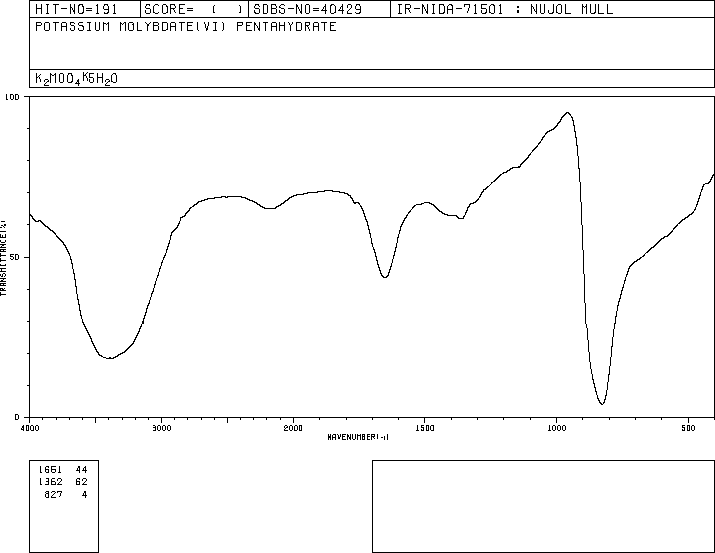 HIT-NO=191 SCORE= ( ) SDBS-NO=40429 IR-NIDA-71501 : NUJOL MULL
POTASSIUM MOLYBDATE(VI) PENTAHYDRATE
K2MOO4K5H2O
100
50
0
TRANSMITTANCE(%)
4000 3000 2000 1500 1000 500
WAVENUMBER(-1)
1661 44
1362 62
827 4